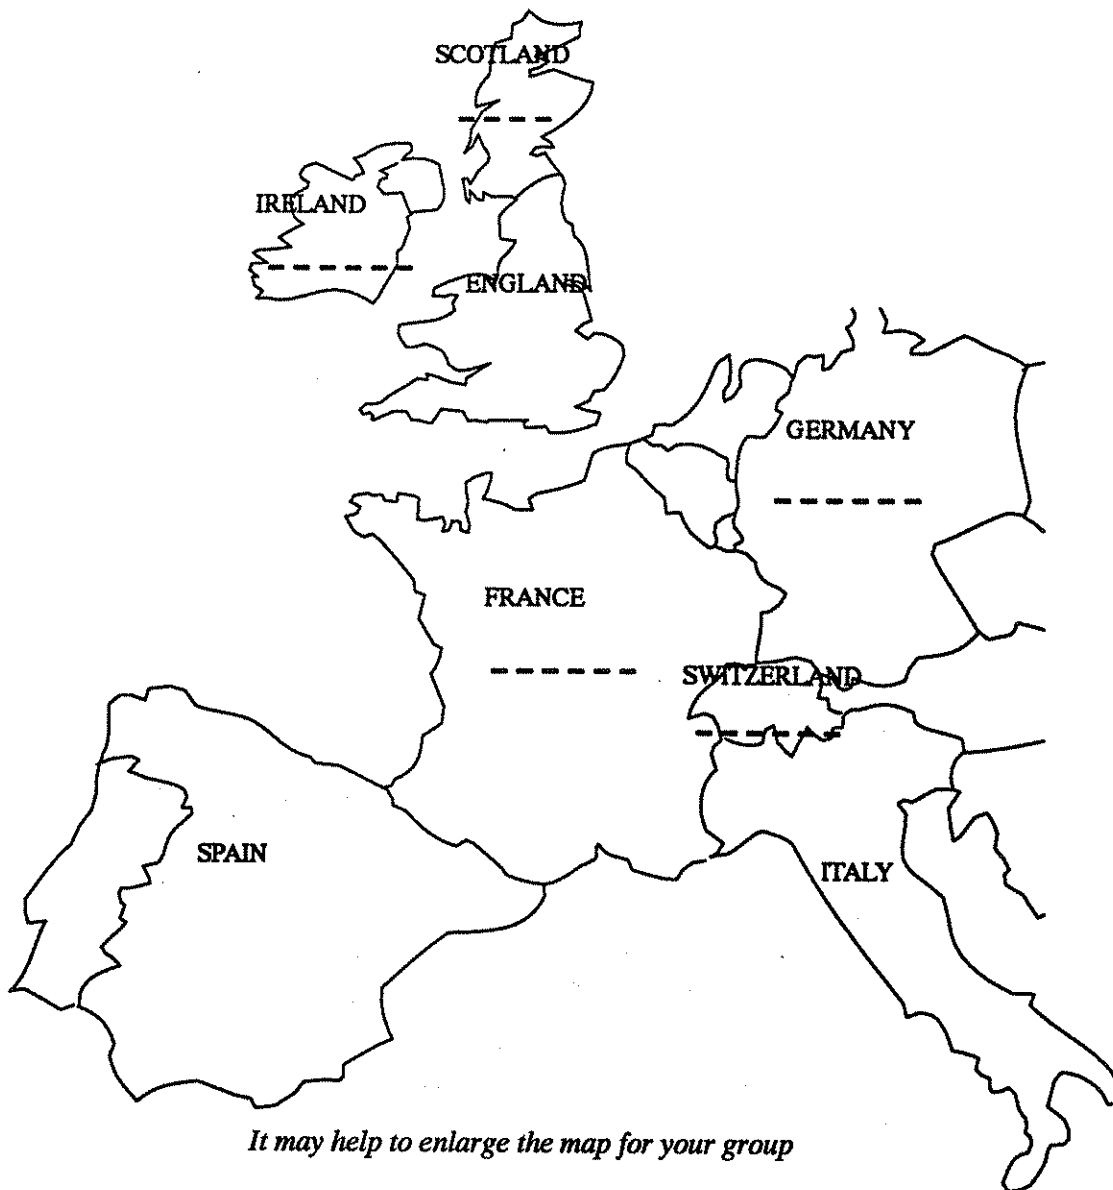 SCOTLAND
IRELAND
ENGLAND
GERMANY
FRANCE
SWITZERLAND
SPAIN
ITALY
It may help to enlarge the map for your group